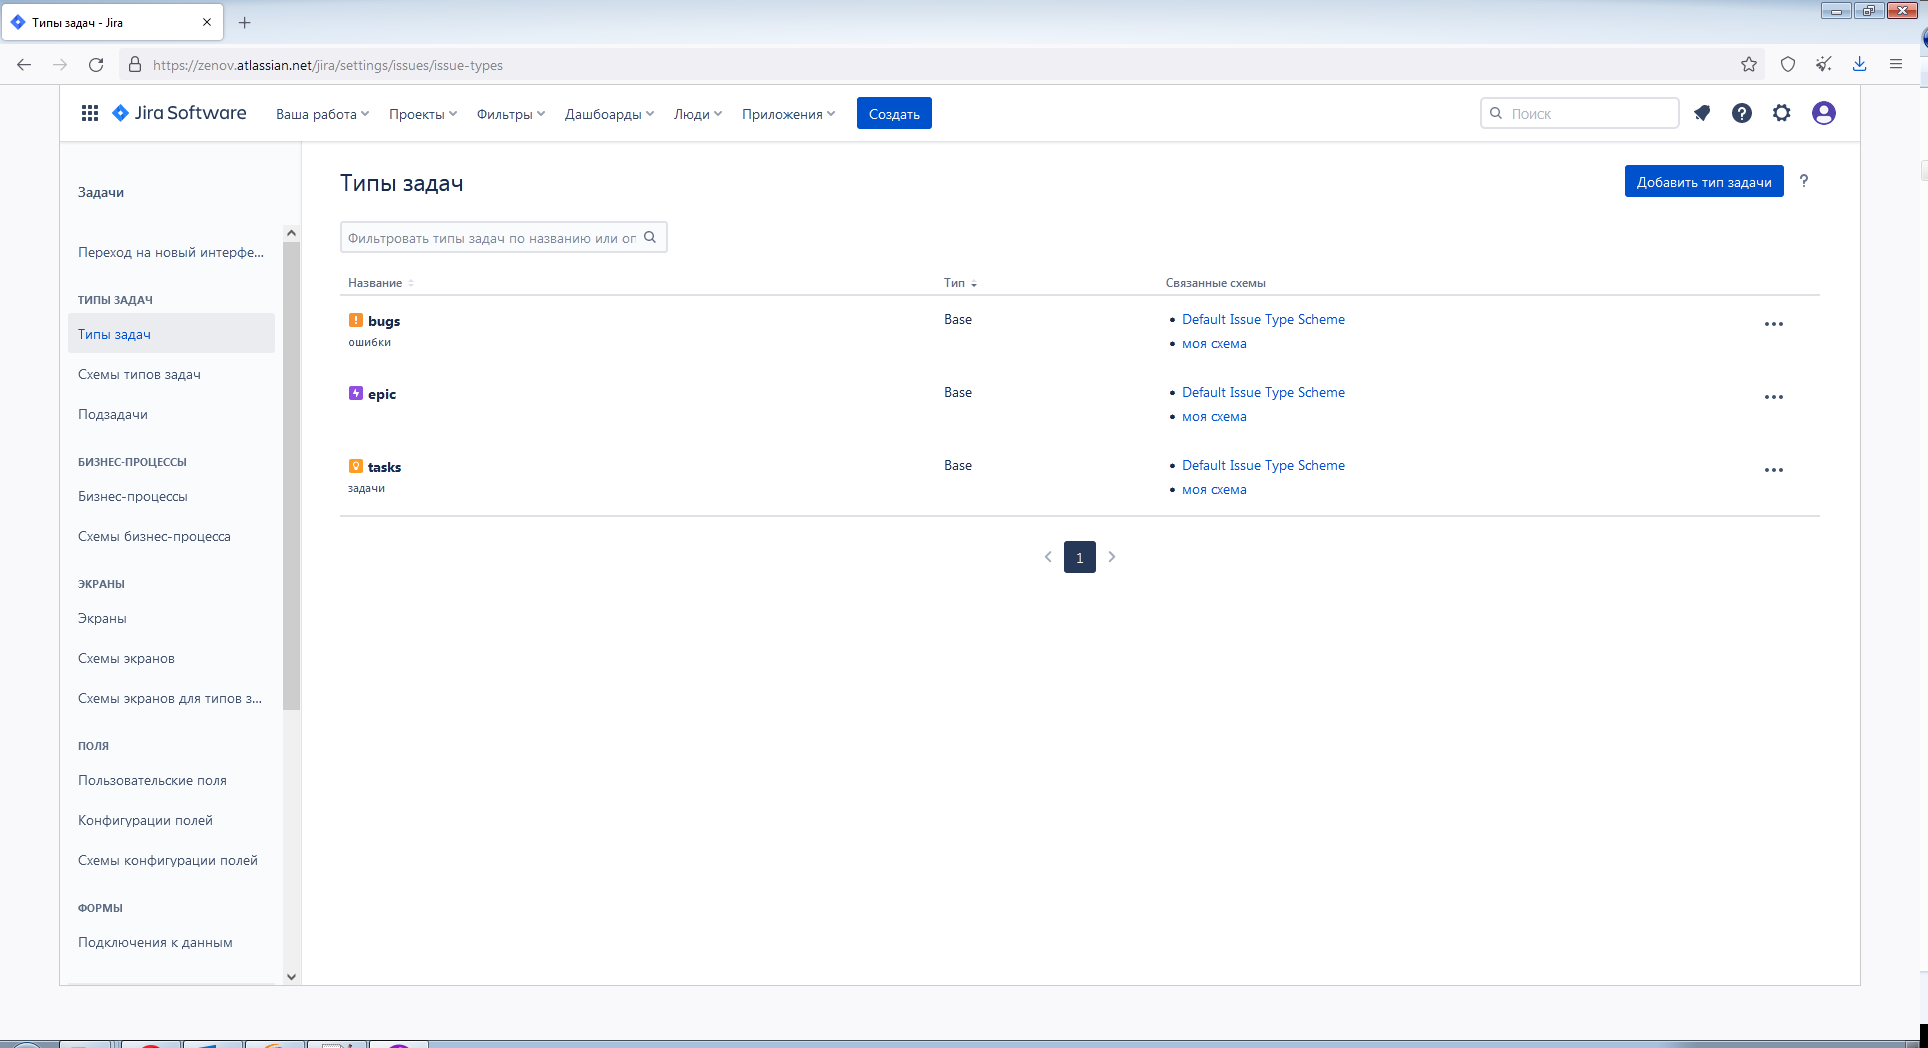 Типы задач - Jira
https://zenov.atlassian.net/jira/settings/issues/issue-types
Jira Software
Ваша работа
Проекты
Фильтры
Дашбоарды
Люди
Приложения
Создать
Поиск
Задачи
Переход на новый интерфе...
ТИПЫ ЗАДАЧ
Типы задач
Схемы типов задач
Подзадачи
БИЗНЕС-ПРОЦЕССЫ
Бизнес-процессы
Схемы бизнес-процесса
ЭКРАНЫ
Экраны
Схемы экранов
Схемы экранов для типов з...
ПОЛЯ
Пользовательские поля
Конфигурации полей
Схемы конфигурации полей
ФОРМЫ
Подключения к данным
Типы задач
Добавить тип задачи
?
Фильтровать типы задач по названию или оп
Название Тип Связанные схемы
bugs Base Default Issue Type Scheme
ошибки моя схема
epic Base Default Issue Type Scheme
моя схема
tasks Base Default Issue Type Scheme
задачи моя схема
1